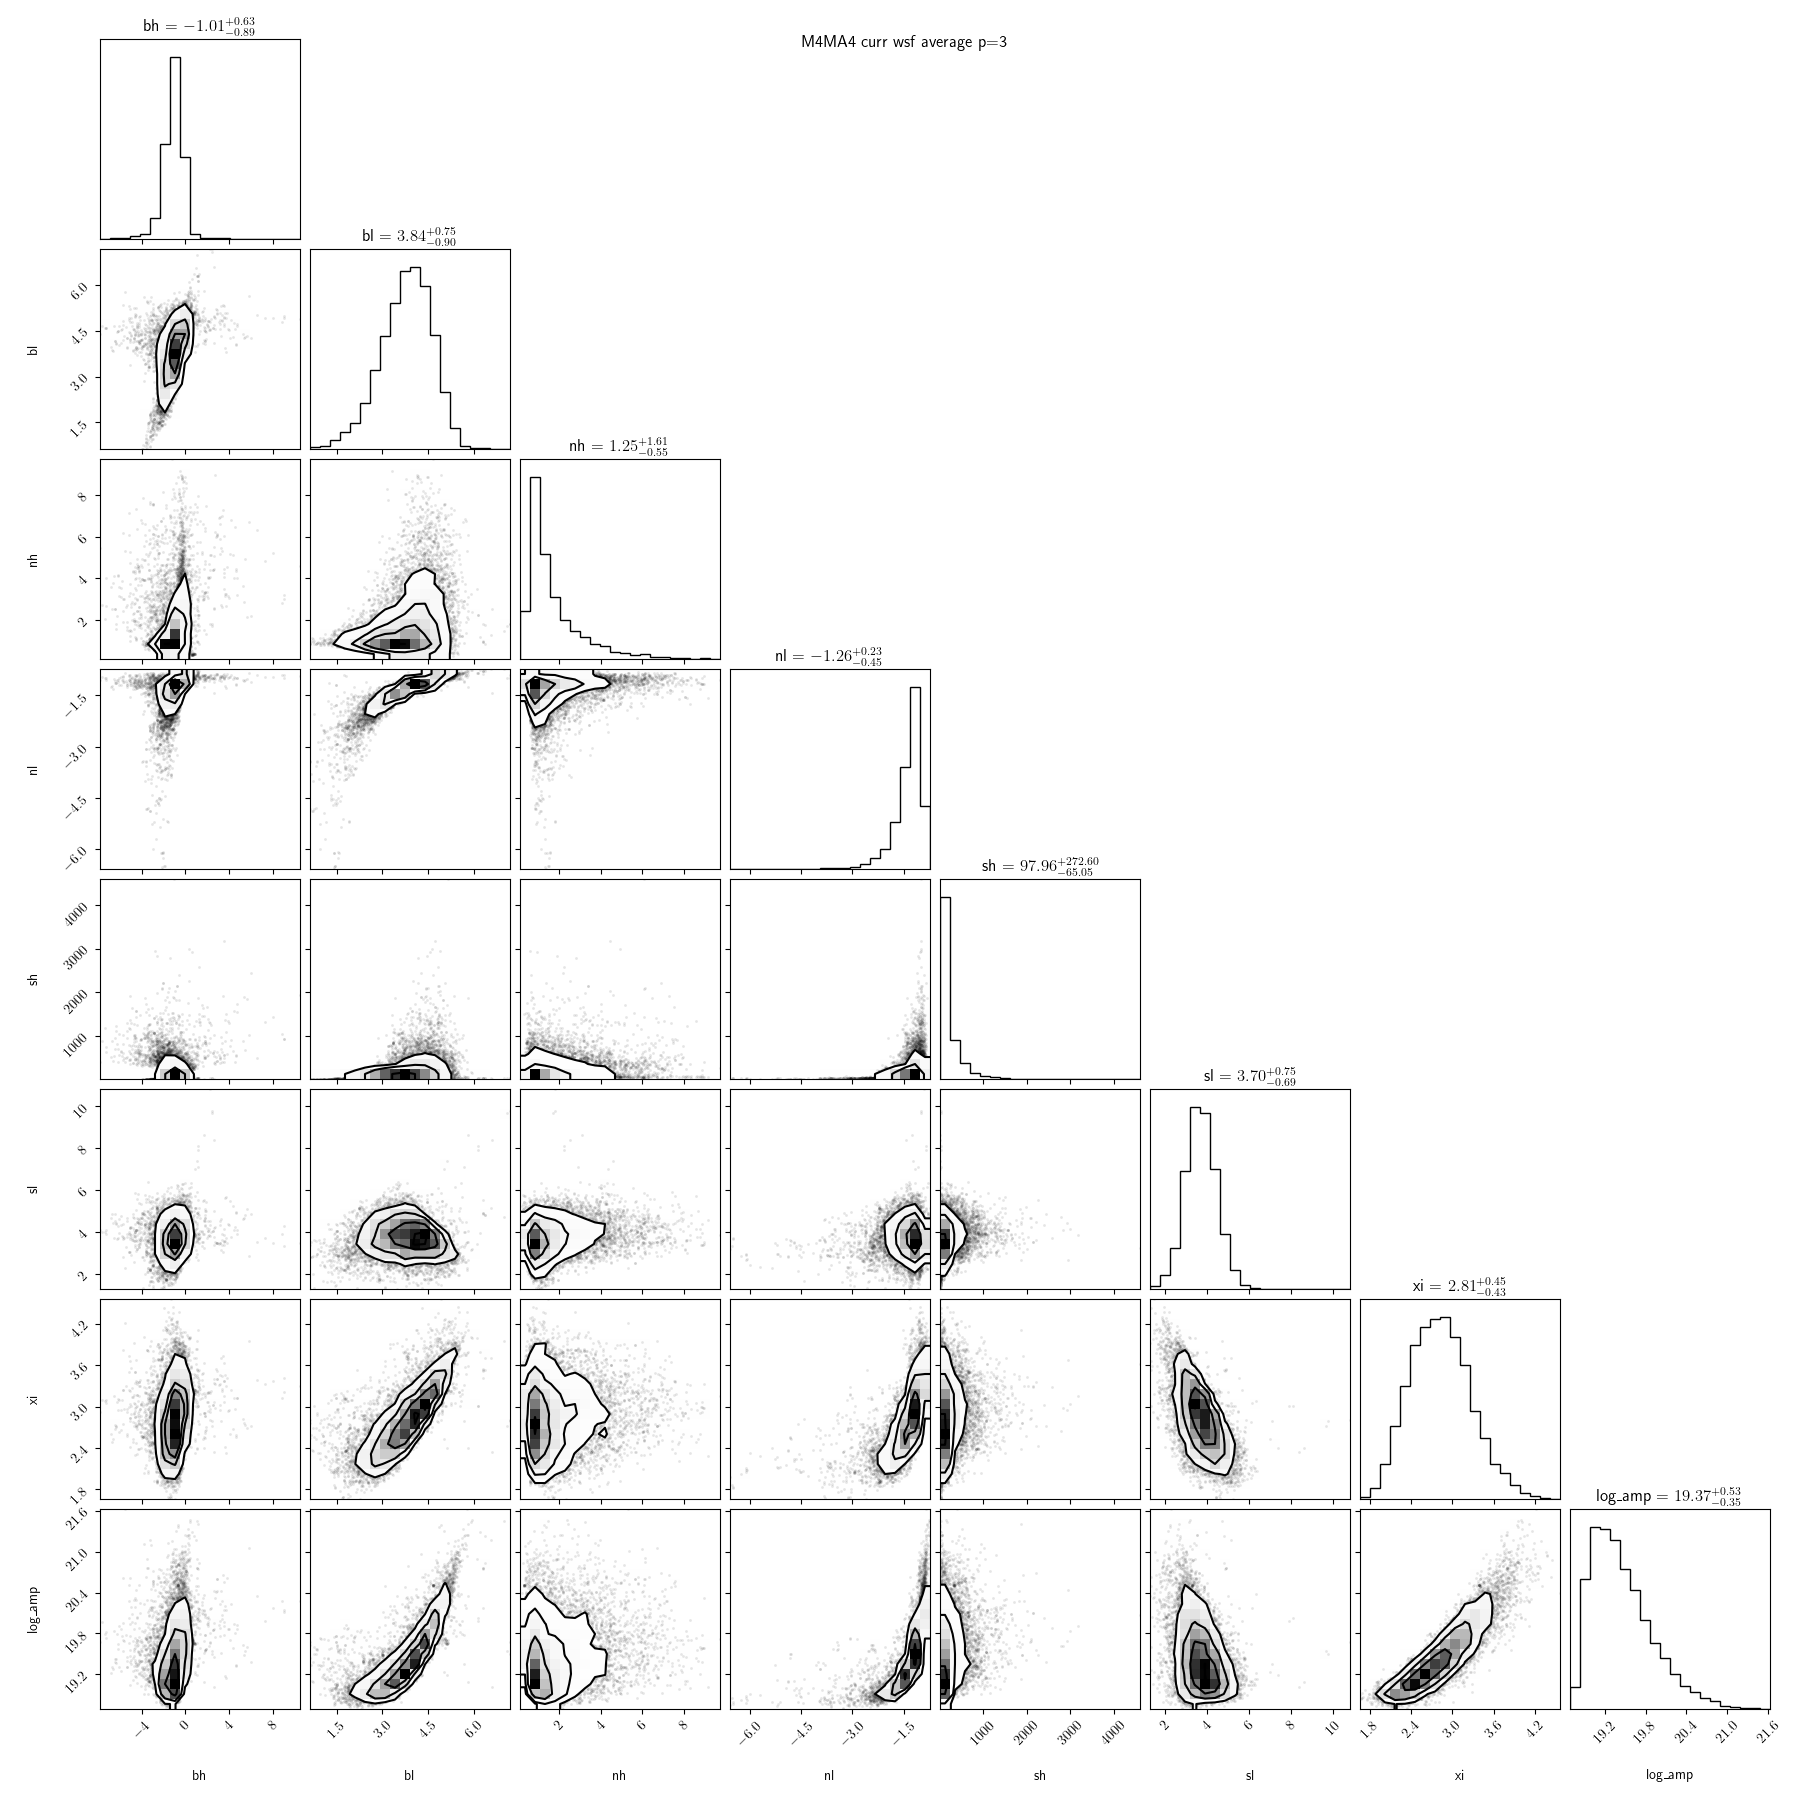 M4MA4 curr wsf average p=3
bh = −1.01+0.63−0.89
bl = 3.84+0.75−0.90
6.0
4.5
3.0
1.5
bl
nh = 1.25+1.61−0.55
8
6
4
2
nh
nl = −1.26+0.23−0.45
−1.5
−3.0
−4.5
−6.0
nl
sh = 97.96+272.60−65.05
4000
3000
2000
1000
sh
sl = 3.70+0.75−0.69
10
8
6
4
2
sl
xi = 2.81+0.45−0.43
4.2
3.6
3.0
2.4
1.8
xi
log_amp = 19.37+0.53−0.35
21.6
21.0
20.4
19.8
19.2
log_amp
−4 0 4 8
1.5 3.0 4.5 6.0
2 4 6 8
−6.0 −4.5 −3.0 −1.5
1000 2000 3000 4000
2 4 6 8 10
1.8 2.4 3.0 3.6 4.2
19.2 19.8 20.4 21.0 21.6
bh bl nh nl sh sl xi log_amp